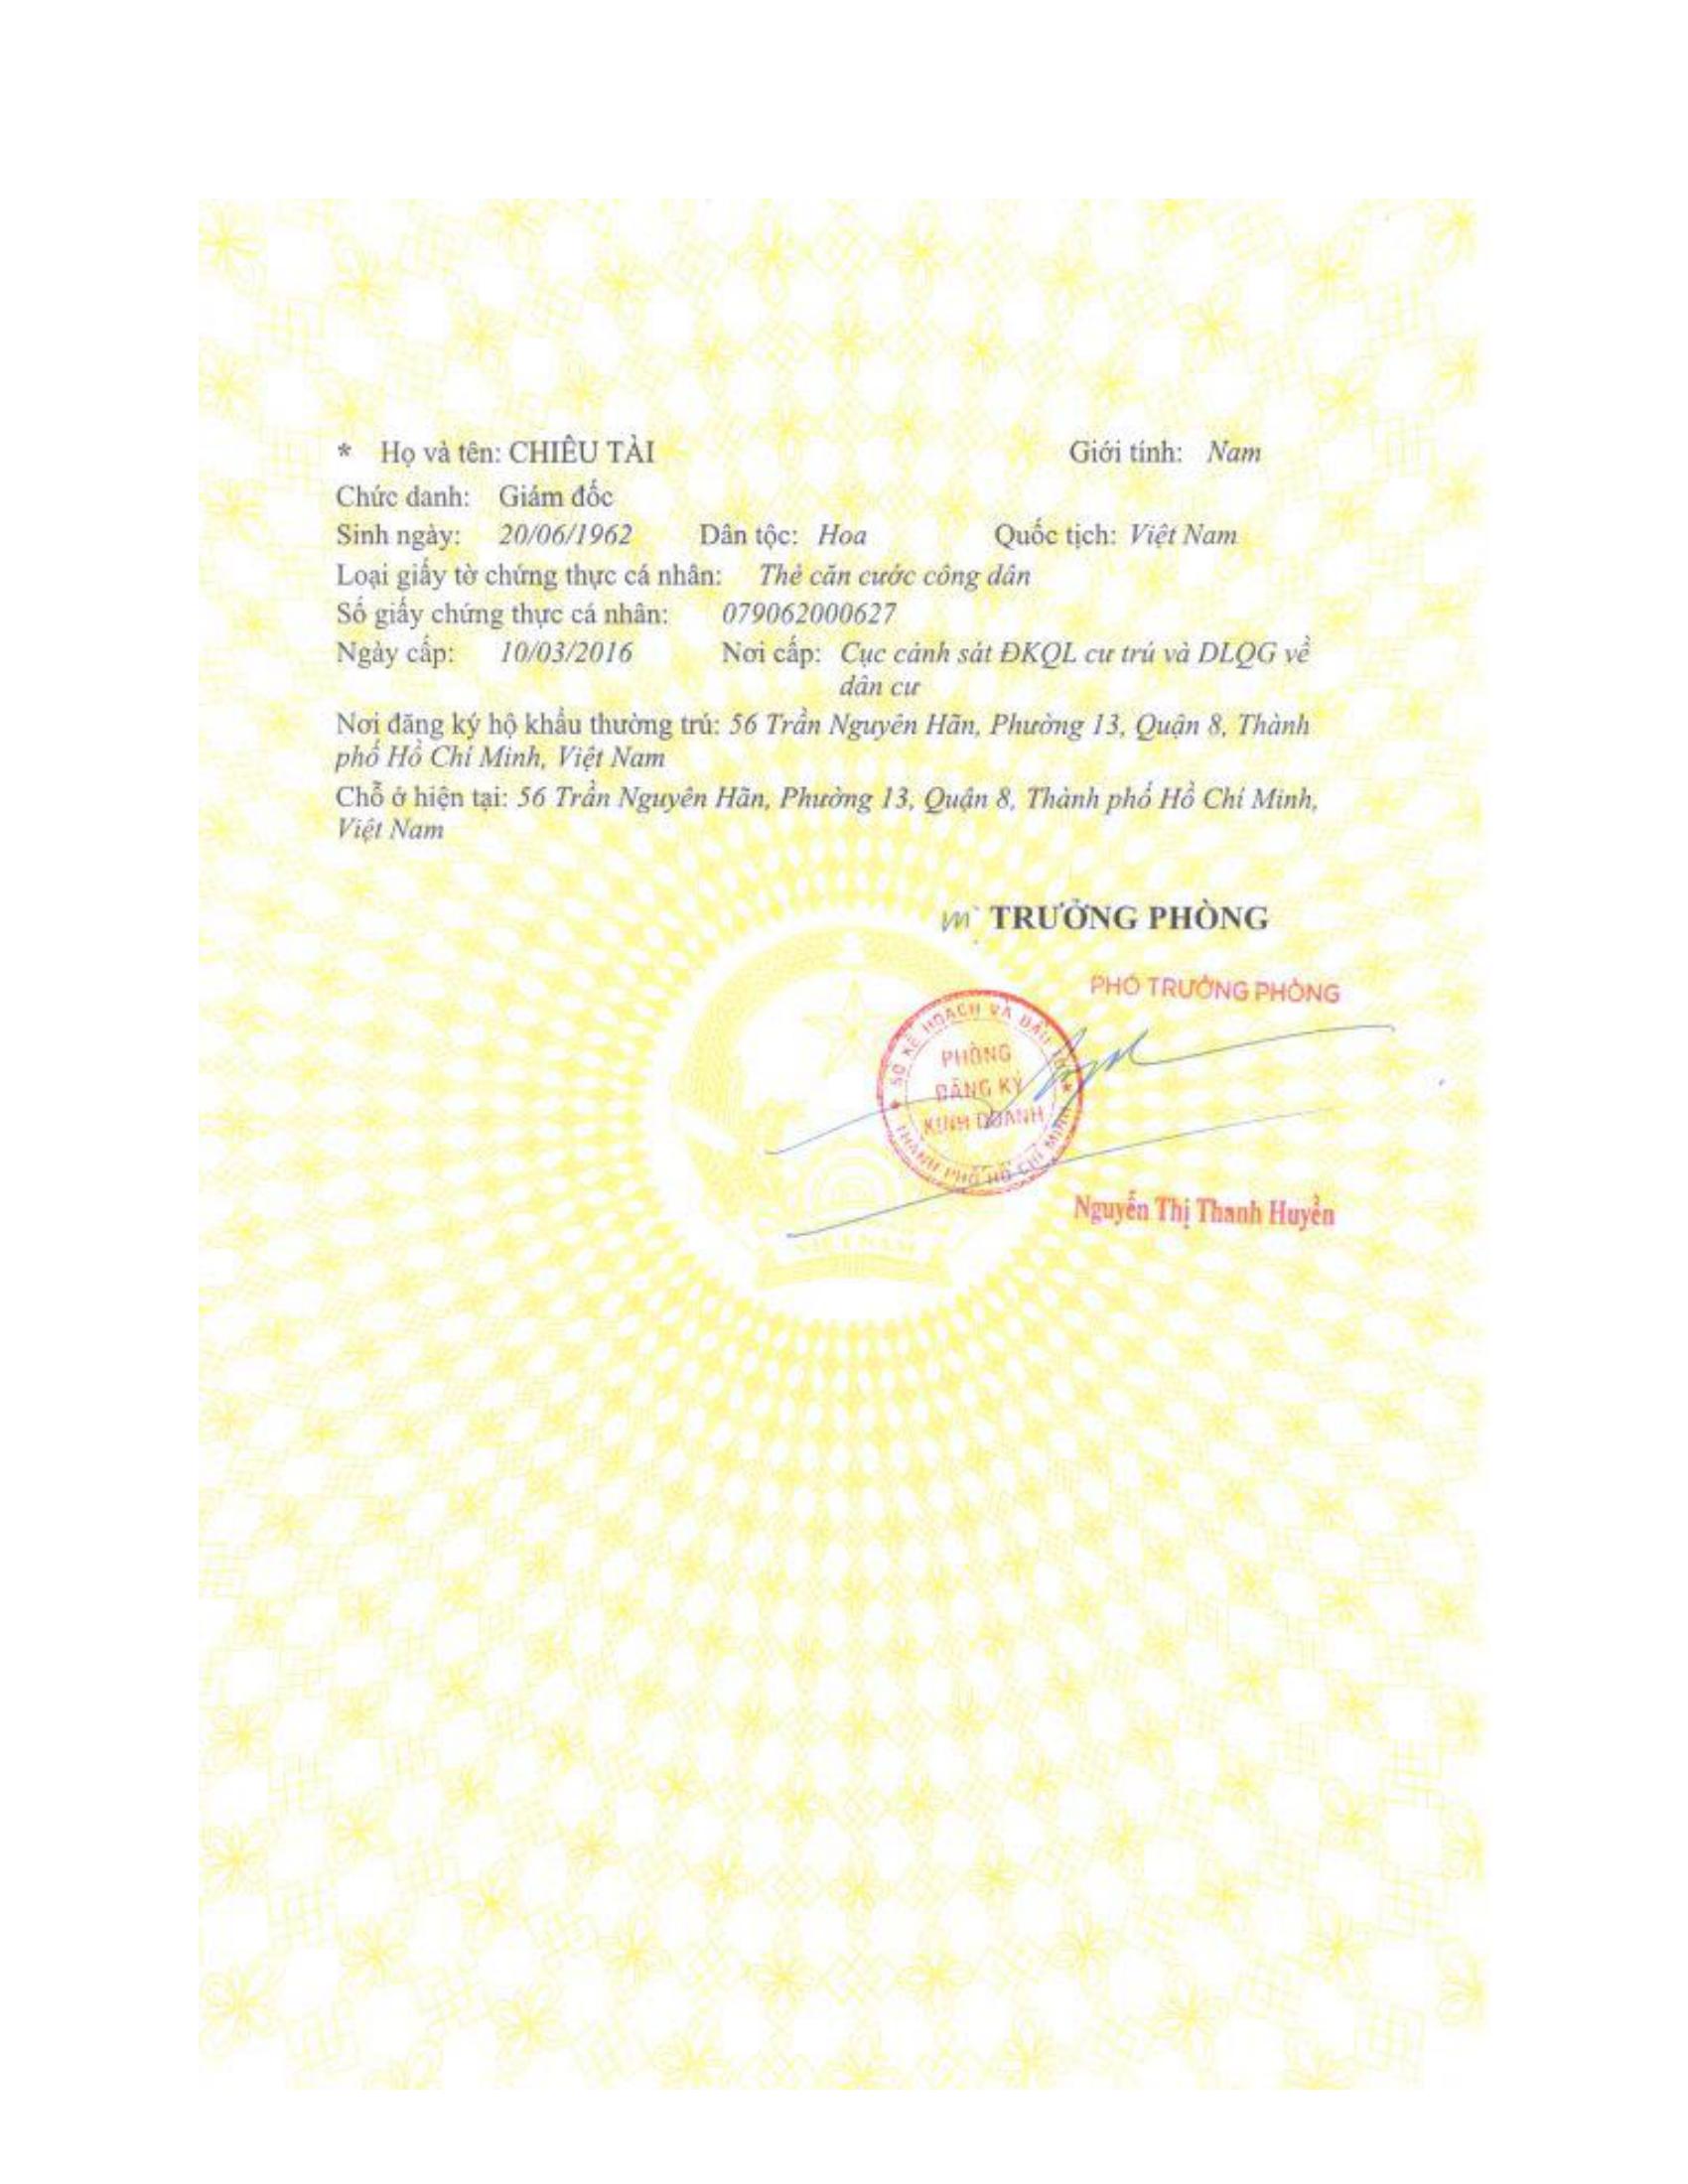 * Họ và tên: CHIÊU TÀI Giới tính: Nam
Chức danh: Giám đốc
Sinh ngày: 20/06/1962 Dân tộc: Hoa Quốc tịch: Việt Nam
Loại giấy tờ chứng thực cá nhân: Thẻ căn cước công dân
Số giấy chứng thực cá nhân: 079062000627
Ngày cấp: 10/03/2016 Nơi cấp: Cục cảnh sát ĐKQL cư trú và DLQG về
dân cư
Nơi đăng ký hộ khẩu thường trú: 56 Trần Nguyên Hãn, Phường 13, Quận 8, Thành
phố Hồ Chí Minh, Việt Nam
Chỗ ở hiện tại: 56 Trần Nguyên Hãn, Phường 13, Quận 8, Thành phố Hồ Chí Minh,
Việt Nam
TRƯỞNG PHÒNG
PHÓ TRƯỞNG PHÒNG
SỞ KẾ HOẠCH VÀ ĐẦU TƯ
PHÒNG
ĐĂNG KÝ
KINH DOANH
THÀNH PHỐ HỒ CHÍ MINH
Nguyễn Thị Thanh Huyền
VIỆT NAM